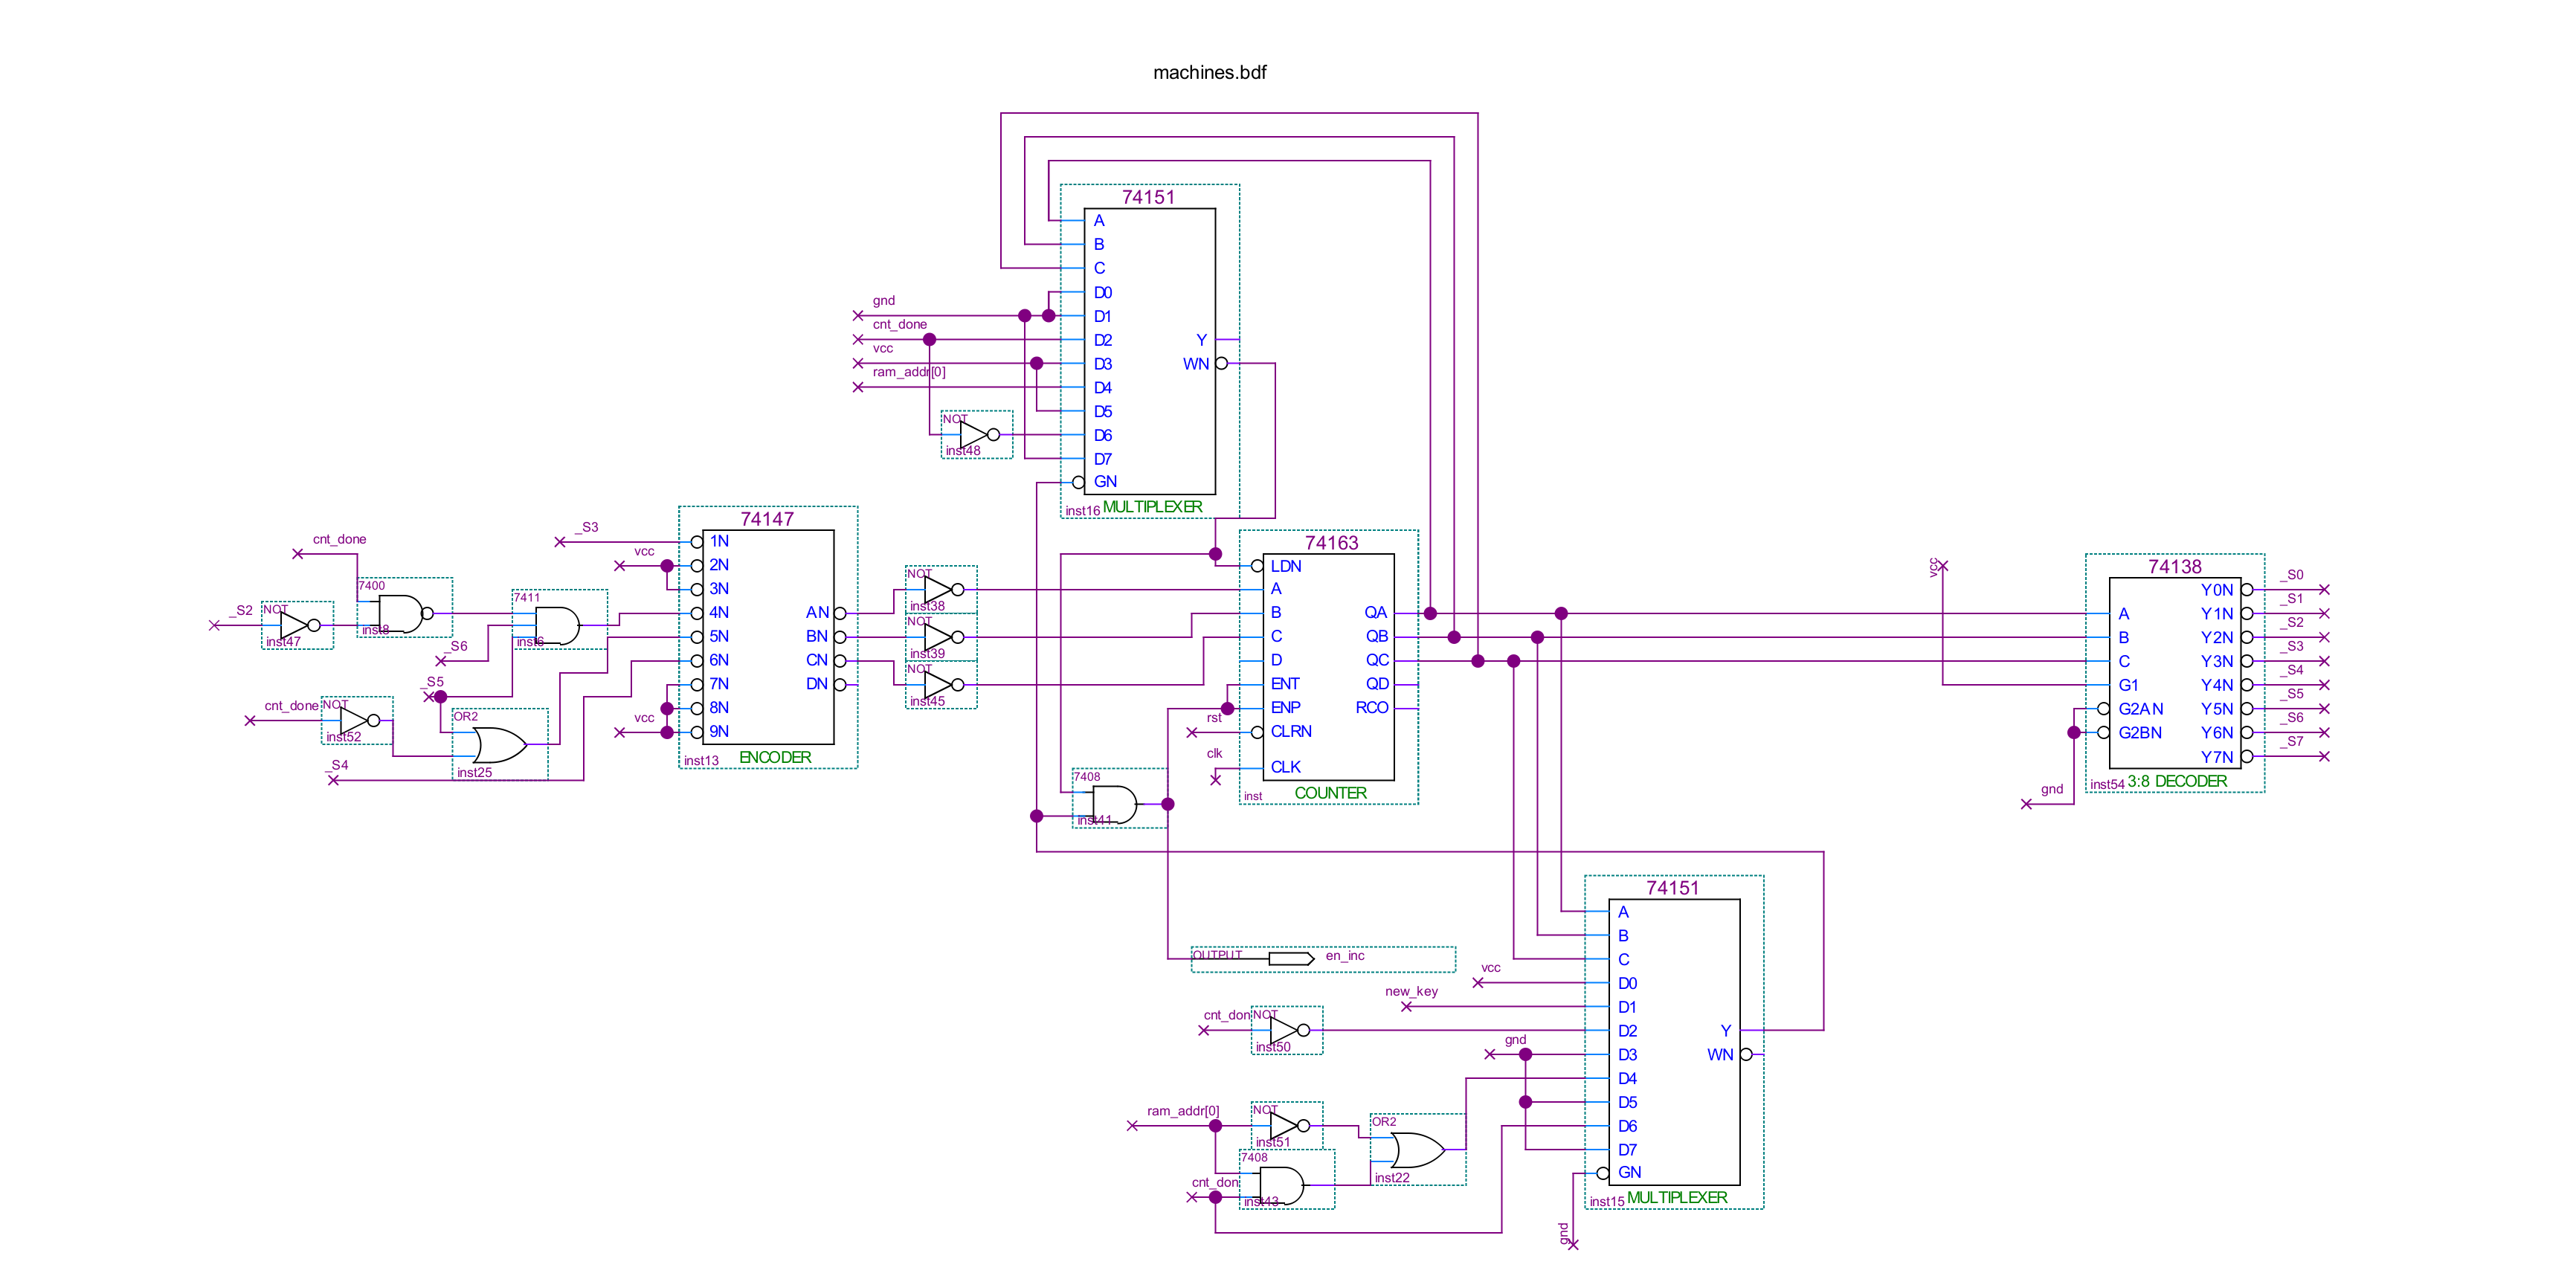 machines.bdf
74151
A
B
C
D0
D1
D2
D3
D4
D5
D6
D7
GN
Y
WN
inst16 MULTIPLEXER
gnd
cnt_done
vcc
ram_addr[0]
NOT
inst48
cnt_done
_S2
NOT
inst47
7400
inst8
7411
inst6
_S6
_S5
cnt_done
NOT
inst52
OR2
inst25
_S4
_S3
vcc
vcc
74147
1N
2N
3N
4N
5N
6N
7N
8N
9N
AN
BN
CN
DN
inst13 ENCODER
NOT
inst38
NOT
inst39
NOT
inst45
74163
LDN
A
B
C
D
ENT
ENP
CLRN
CLK
QA
QB
QC
QD
RCO
inst COUNTER
rst
clk
7408
inst41
OUTPUT
en_inc
vcc
74138
A
B
C
G1
G2AN
G2BN
Y0N
Y1N
Y2N
Y3N
Y4N
Y5N
Y6N
Y7N
inst54 3:8 DECODER
gnd
_S0
_S1
_S2
_S3
_S4
_S5
_S6
_S7
74151
A
B
C
D0
D1
D2
D3
D4
D5
D6
D7
GN
Y
WN
inst15 MULTIPLEXER
vcc
new_key
cnt_don
NOT
inst50
gnd
ram_addr[0]
NOT
inst51
OR2
inst22
7408
cnt_don
inst43
gnd